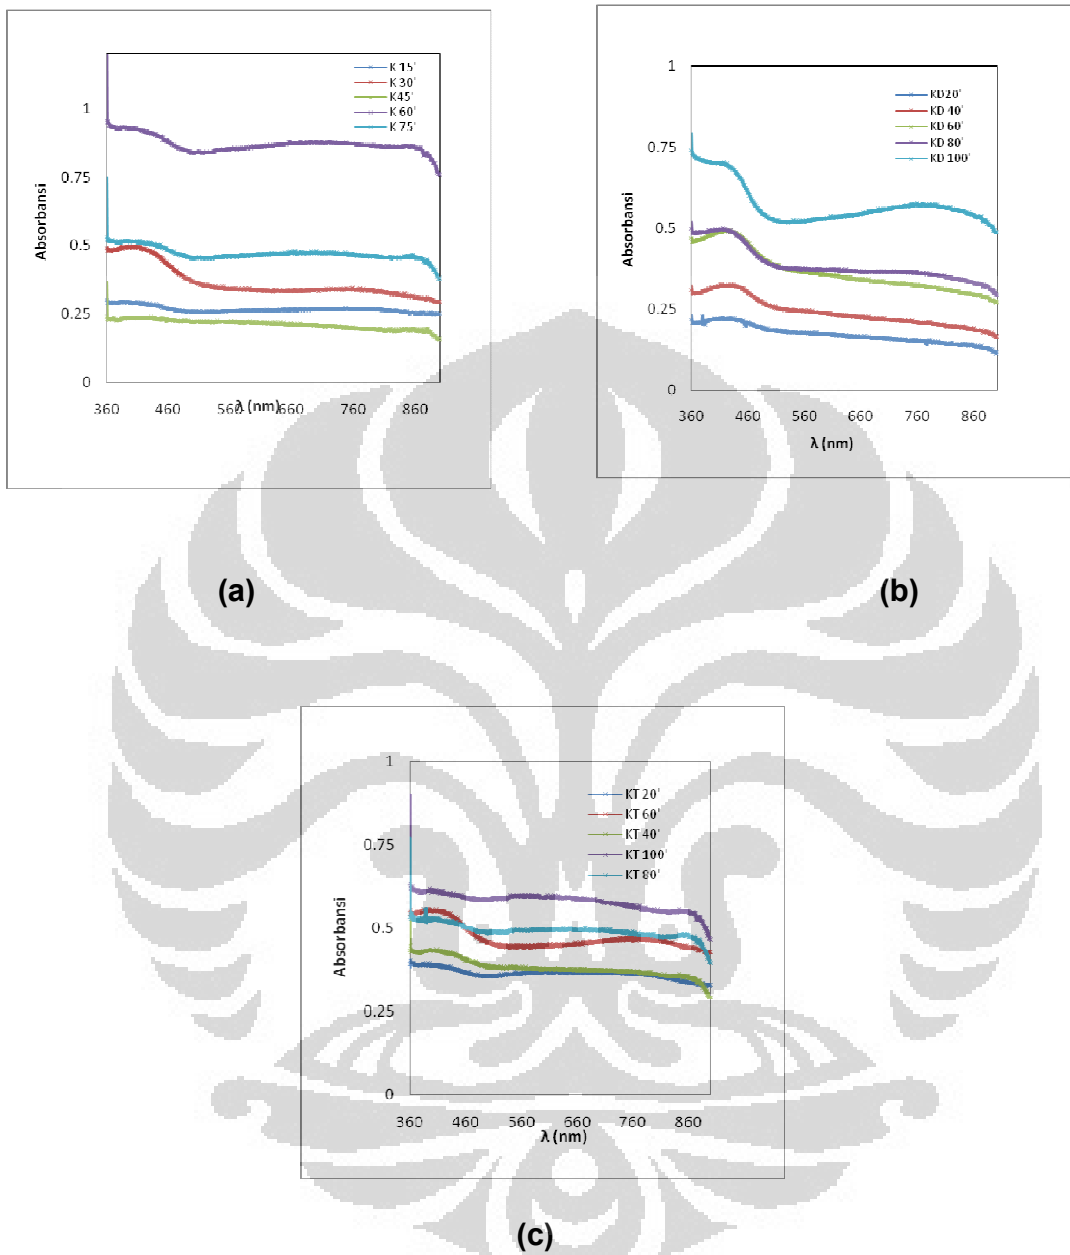 K 15'
K 30'
K45'
K 60'
K 75'
1
0.75
0.5
0.25
0
Absorbansi
360 460 560 660 760 860
λ (nm)
(a)
KD20'
KD 40'
KD 60'
KD 80'
KD 100'
1
0.75
0.5
0.25
0
Absorbansi
360 460 560 660 760 860
λ (nm)
(b)
KT 20'
KT 60'
KT 40'
KT 100'
KT 80'
1
0.75
0.5
0.25
0
Absorbansi
360 460 560 660 760 860
λ (nm)
(c)